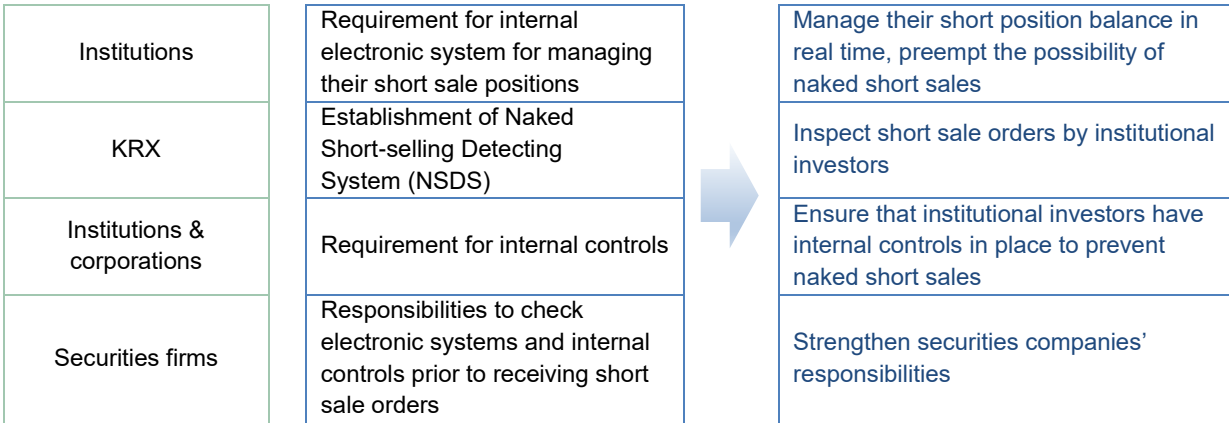 Institutions
Requirement for internal
electronic system for managing
their short sale positions
Manage their short position balance in
real time, preempt the possibility of
naked short sales
KRX
Establishment of Naked
Short-selling Detecting
System (NSDS)
Inspect short sale orders by institutional
investors
Institutions &
corporations
Requirement for internal controls
Ensure that institutional investors have
internal controls in place to prevent
naked short sales
Securities firms
Responsibilities to check
electronic systems and internal
controls prior to receiving short
sale orders
Strengthen securities companies’
responsibilities